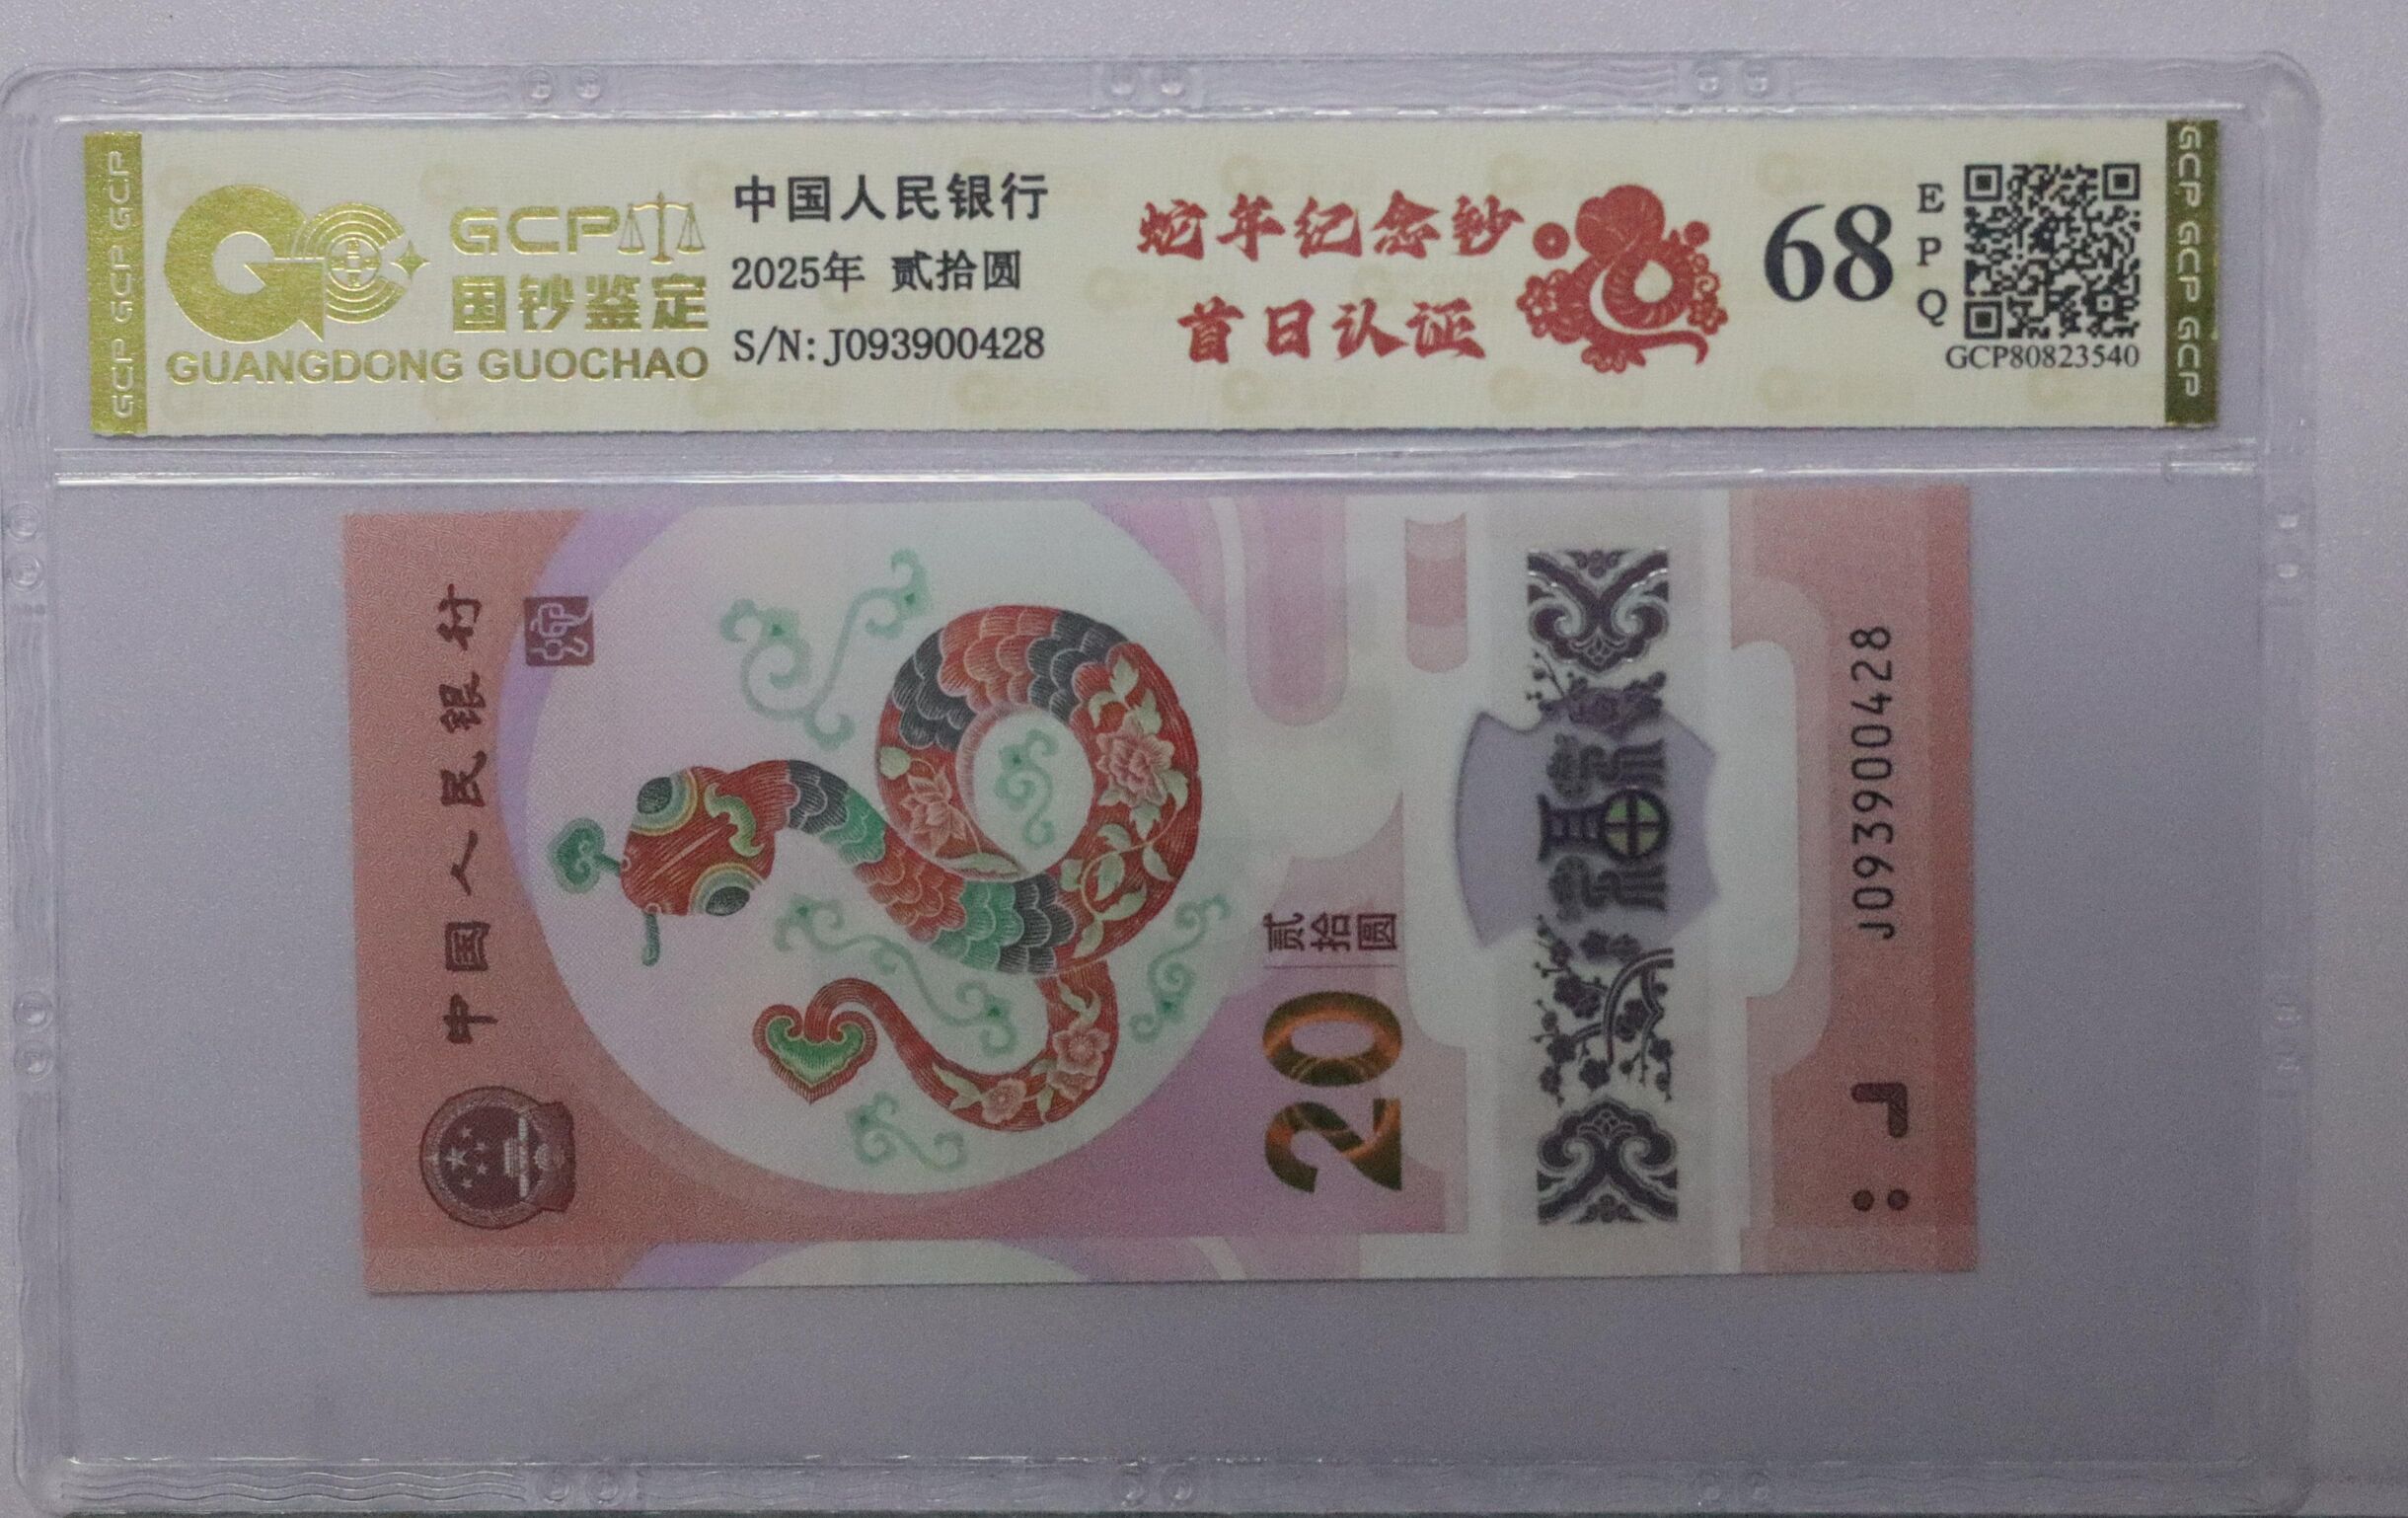 GCP GCP GCP
GCP
国钞鉴定
GUANGDONG GUOCHAO
中国人民银行
2025年 贰拾圆
S/N:J093900428
蛇年纪念钞
首日认证
68
EPQ
GCP80823540
GCP GCP GCP
中国人民银行
20
贰拾圆
福
J093900428